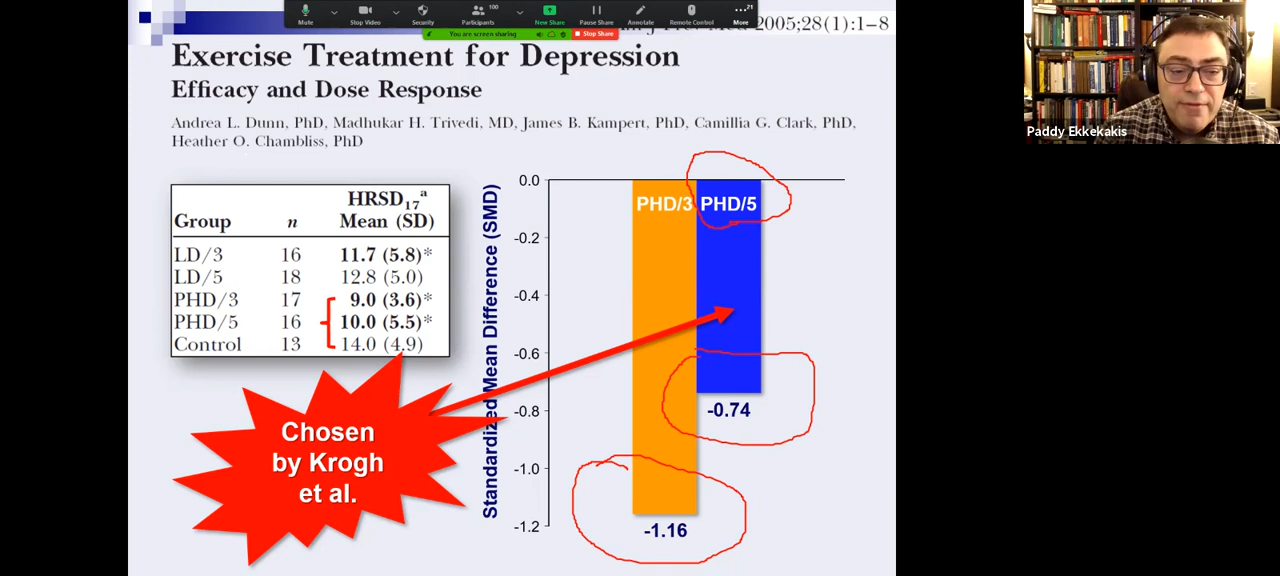 100
21
Mute
Stop Video
Security
Participants
New Share
Pause Share
Annotate
Remote Control
More
You are screen sharing
Stop Share
2005;28(1):1–8
Exercise Treatment for Depression
Efficacy and Dose Response
Andrea L. Dunn, PhD, Madhukar H. Trivedi, MD, James B. Kampert, PhD, Camillia G. Clark, PhD,
Heather O. Chambliss, PhD
HRSD17a
Group n Mean (SD)
LD/3 16 11.7 (5.8)*
LD/5 18 12.8 (5.0)
PHD/3 17 9.0 (3.6)*
PHD/5 16 10.0 (5.5)*
Control 13 14.0 (4.9)
Chosen
by Krogh
et al.
Standardized Mean Difference (SMD)
0.0
-0.2
-0.4
-0.6
-0.8
-1.0
-1.2
PHD/3
PHD/5
-0.74
-1.16
Paddy Ekkekakis